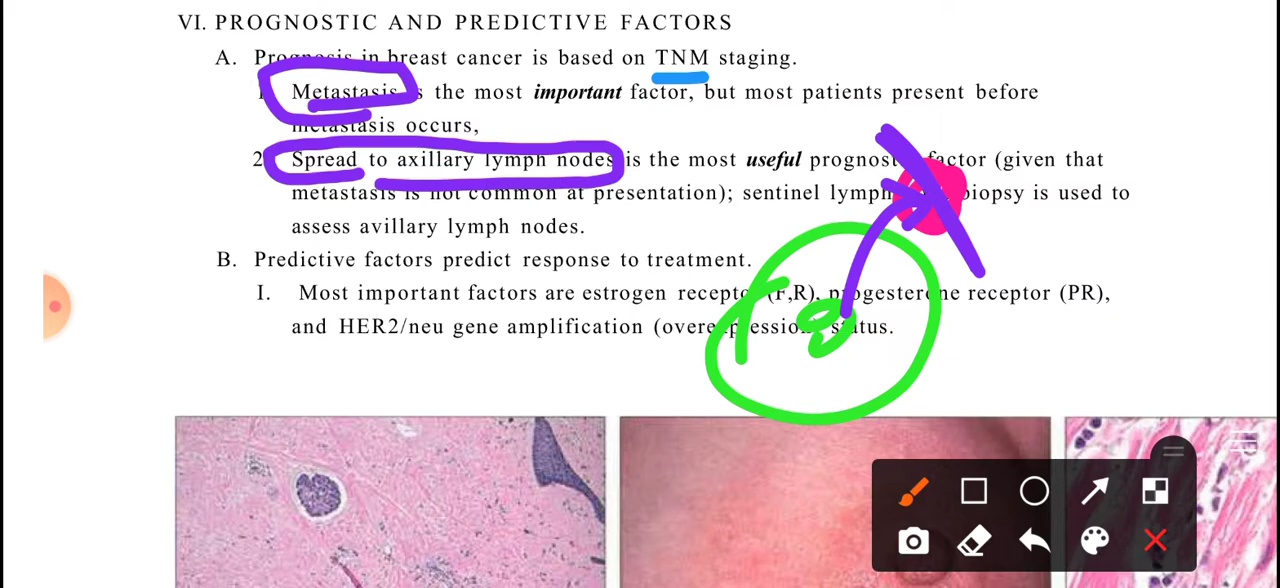 VI. PROGNOSTIC AND PREDICTIVE FACTORS
A. Prognosis in breast cancer is based on TNM staging.
Metastasis is the most important factor, but most patients present before
metastasis occurs,
2 Spread to axillary lymph nodes is the most useful prognostic factor (given that
metastasis is not common at presentation); sentinel lymph biopsy is used to
assess avillary lymph nodes.
B. Predictive factors predict response to treatment.
I. Most important factors are estrogen receptor (F,R), progesterone receptor (PR),
and HER2/neu gene amplification (overexpression) status.